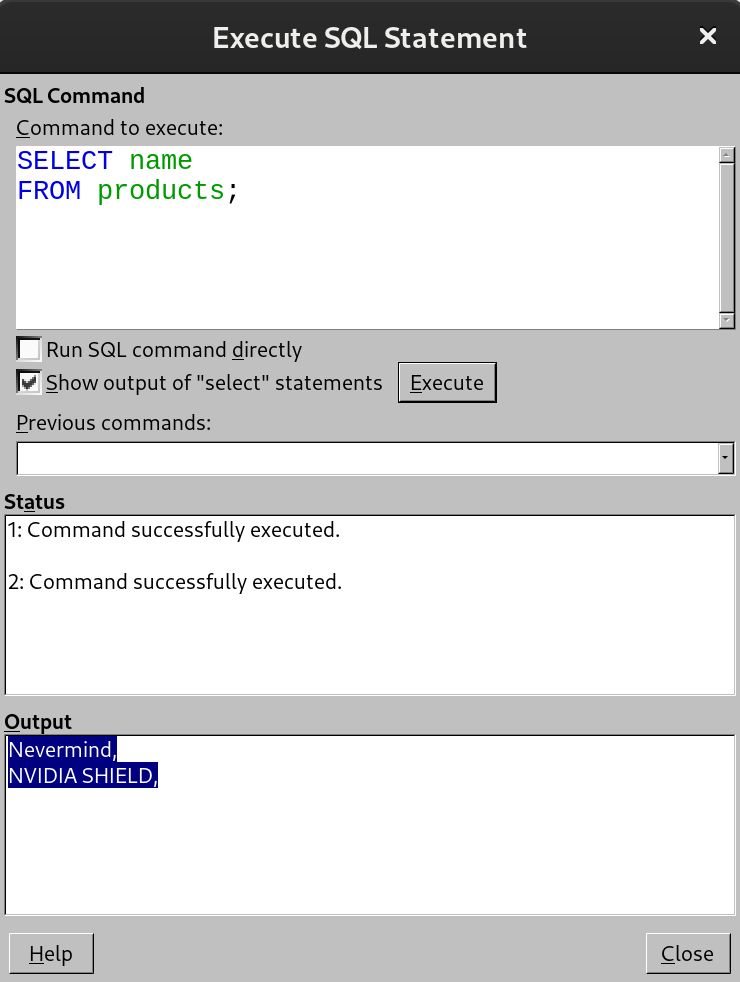 Execute SQL Statement
SQL Command
Command to execute:
SELECT name
FROM products;
Run SQL command directly
Show output of "select" statements
Execute
Previous commands:
Status
1: Command successfully executed.
2: Command successfully executed.
Output
Nevermind,
NVIDIA SHIELD,
Help
Close